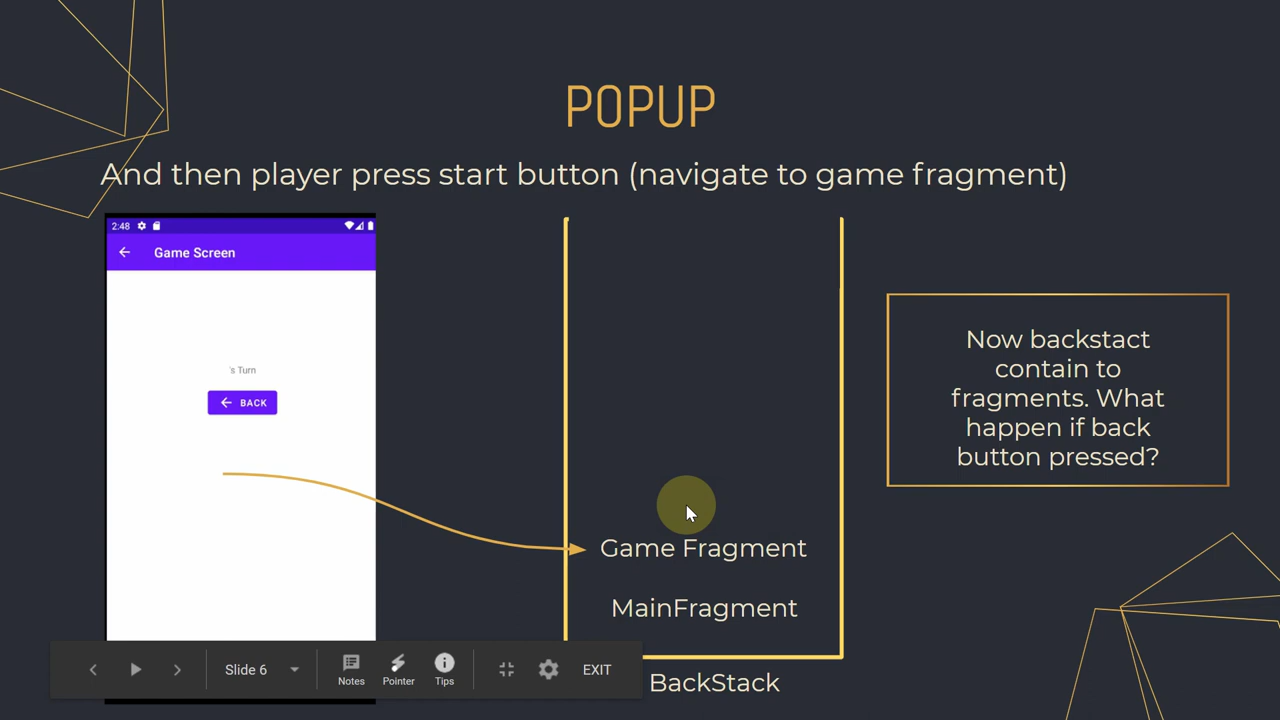 POPUP
And then player press start button (navigate to game fragment)
2:48
Game Screen
's Turn
BACK
Game Fragment
MainFragment
BackStack
Now backstact
contain to
fragments. What
happen if back
button pressed?
Slide 6
Notes
Pointer
Tips
EXIT